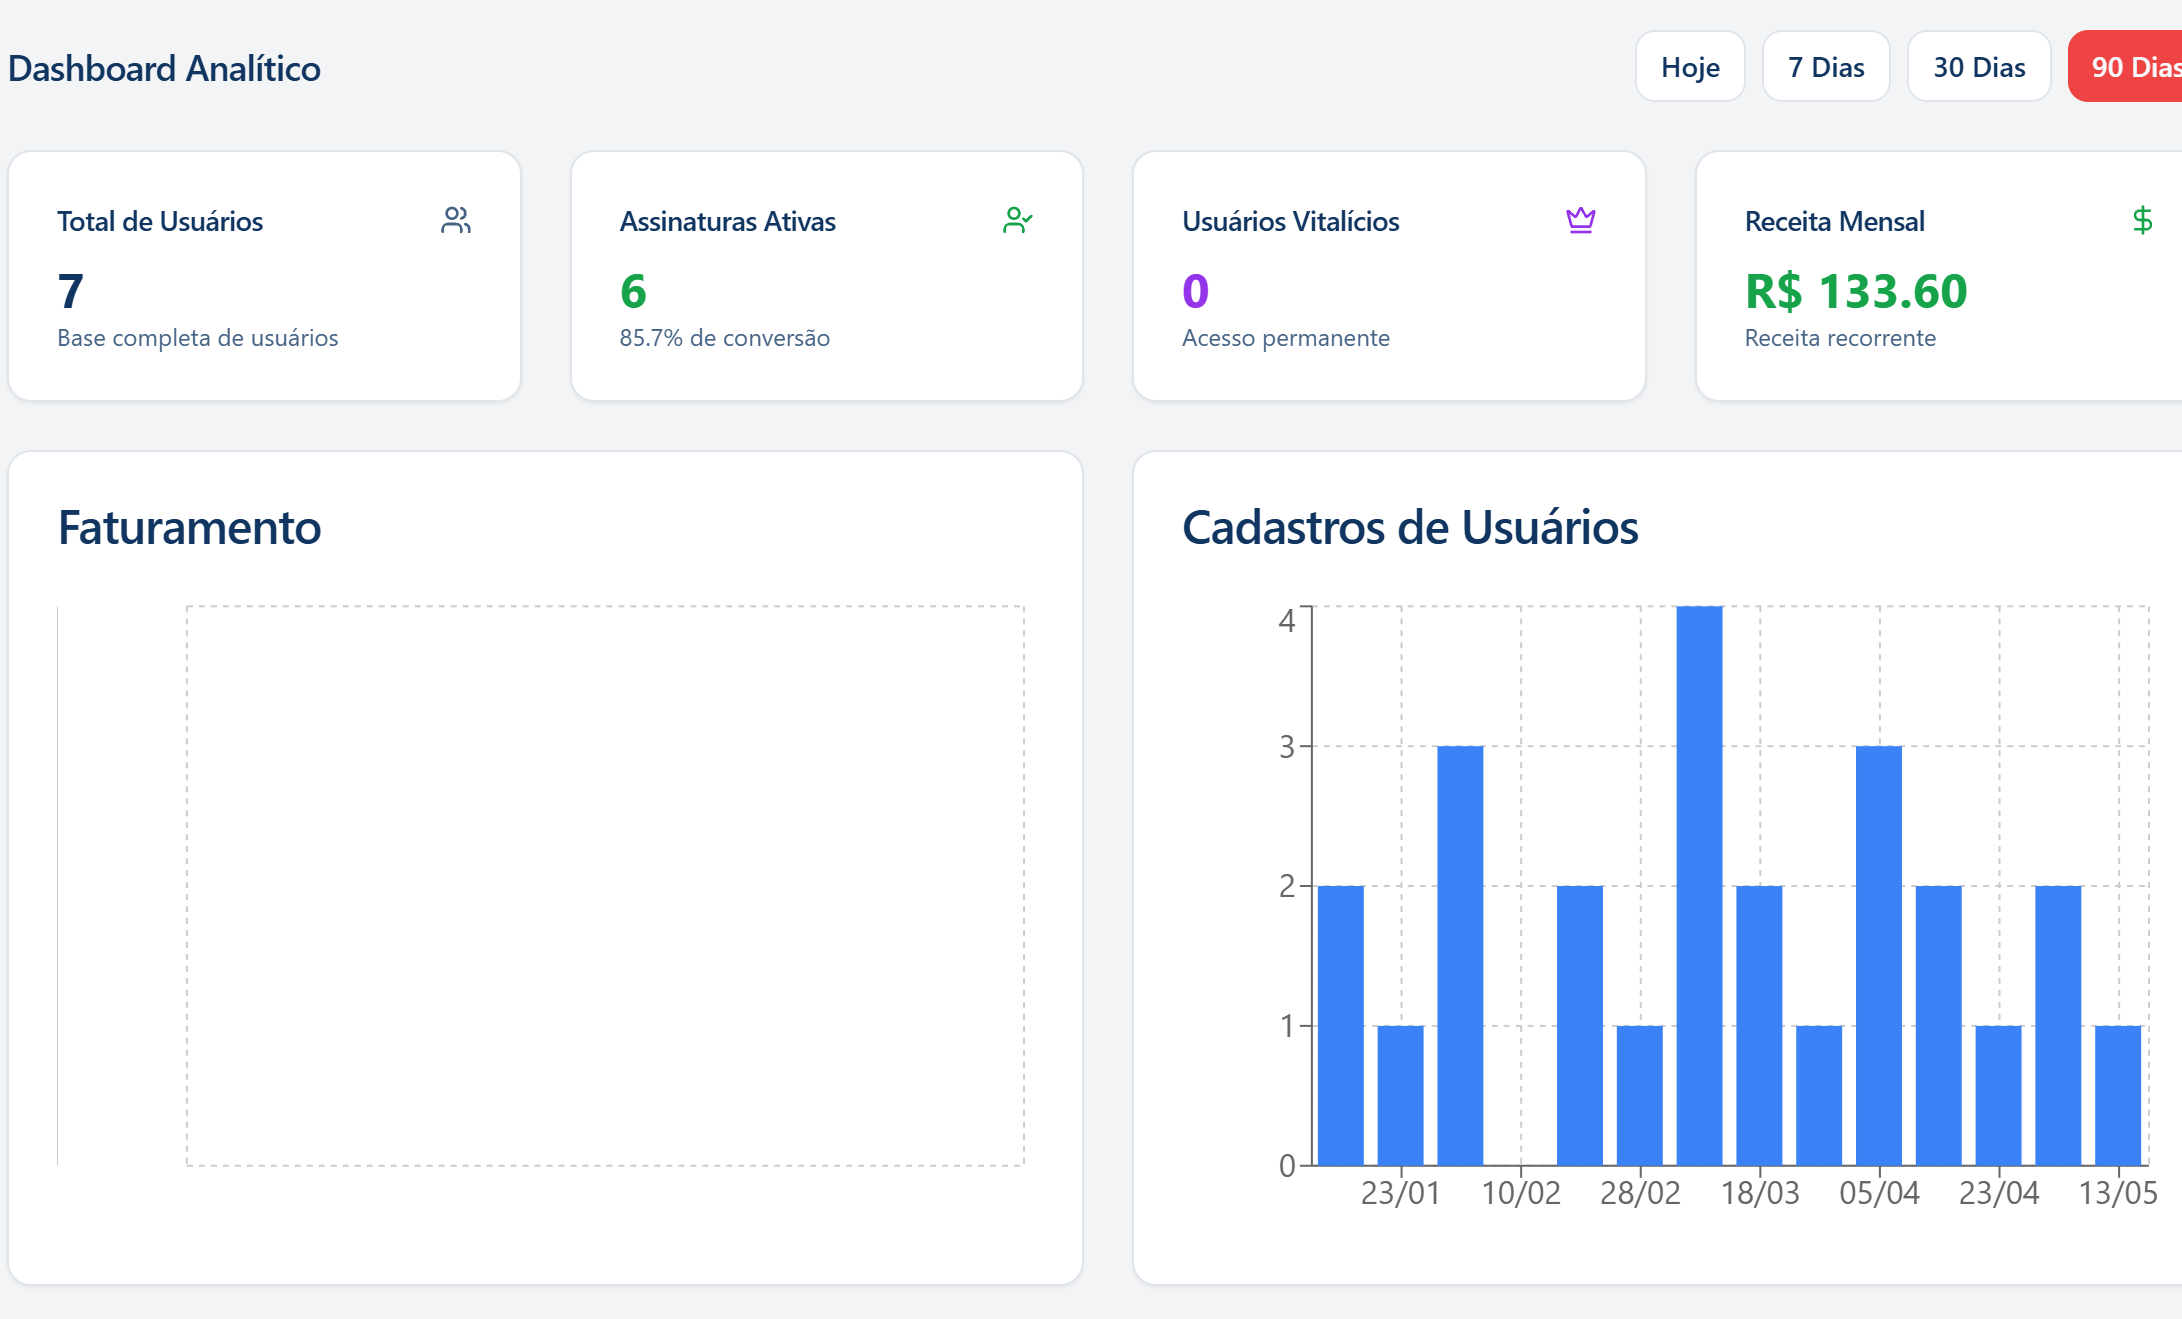 Dashboard Analítico
Hoje
7 Dias
30 Dias
90 Dias
Total de Usuários
7
Base completa de usuários
Assinaturas Ativas
6
85.7% de conversão
Usuários Vitalícios
0
Acesso permanente
Receita Mensal
R$ 133.60
Receita recorrente
Faturamento
Cadastros de Usuários
4
3
2
1
0
23/01
10/02
28/02
18/03
05/04
23/04
13/05